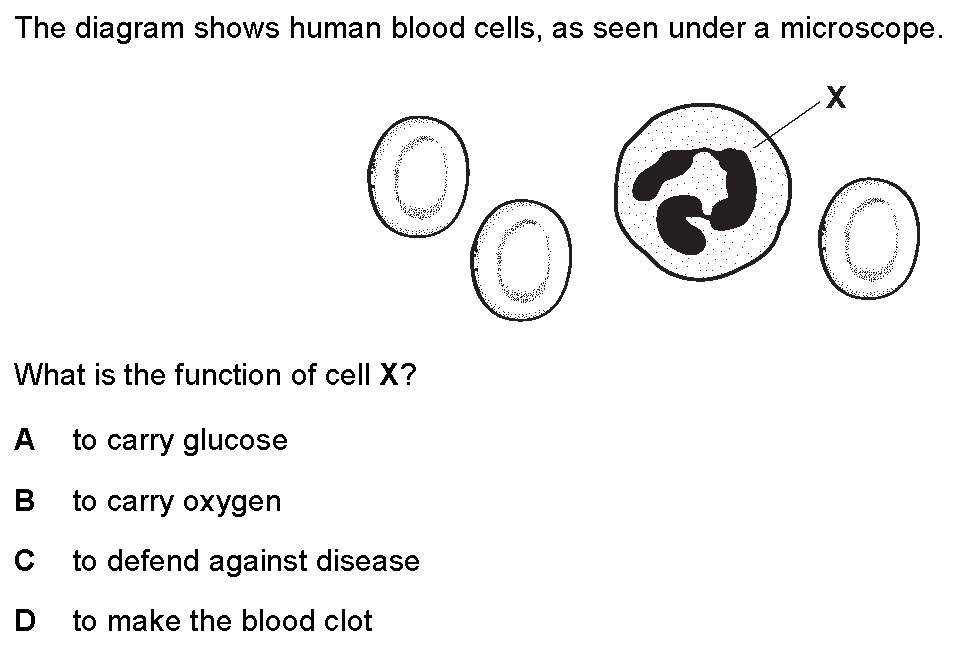 The diagram shows human blood cells, as seen under a microscope.
X
What is the function of cell X?
A to carry glucose
B to carry oxygen
C to defend against disease
D to make the blood clot